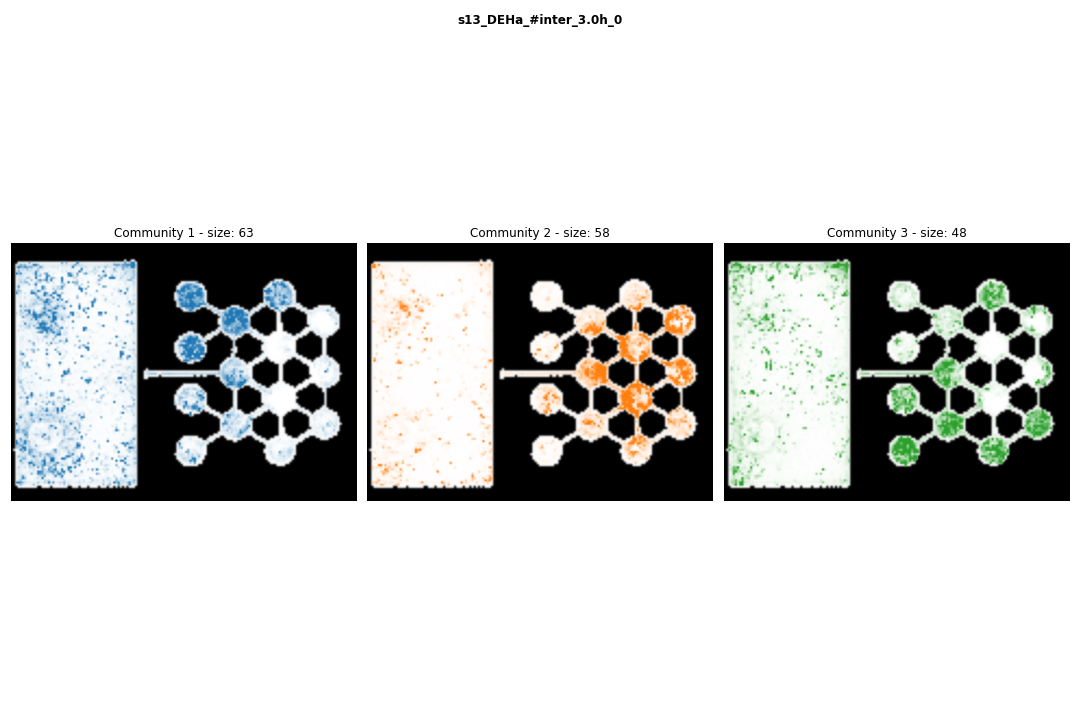 s13_DEHa_#inter_3.0h_0
Community 1 - size: 63
Community 2 - size: 58
Community 3 - size: 48